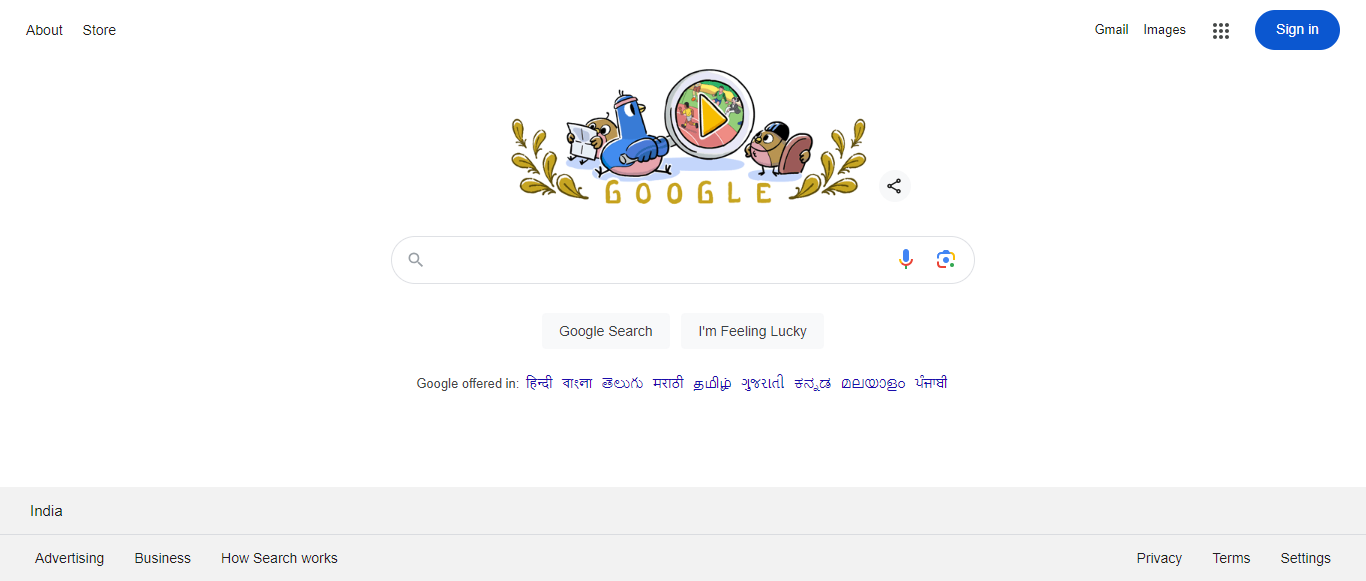 About Store Gmail Images Sign in
GOOGLE
Google Search I'm Feeling Lucky
Google offered in: हिन्दी বাংলা తెలుగు मराठी தமிழ் ગુજરાતી ಕನ್ನಡ മലയാളം ਪੰਜਾਬੀ
India
Advertising Business How Search works Privacy Terms Settings